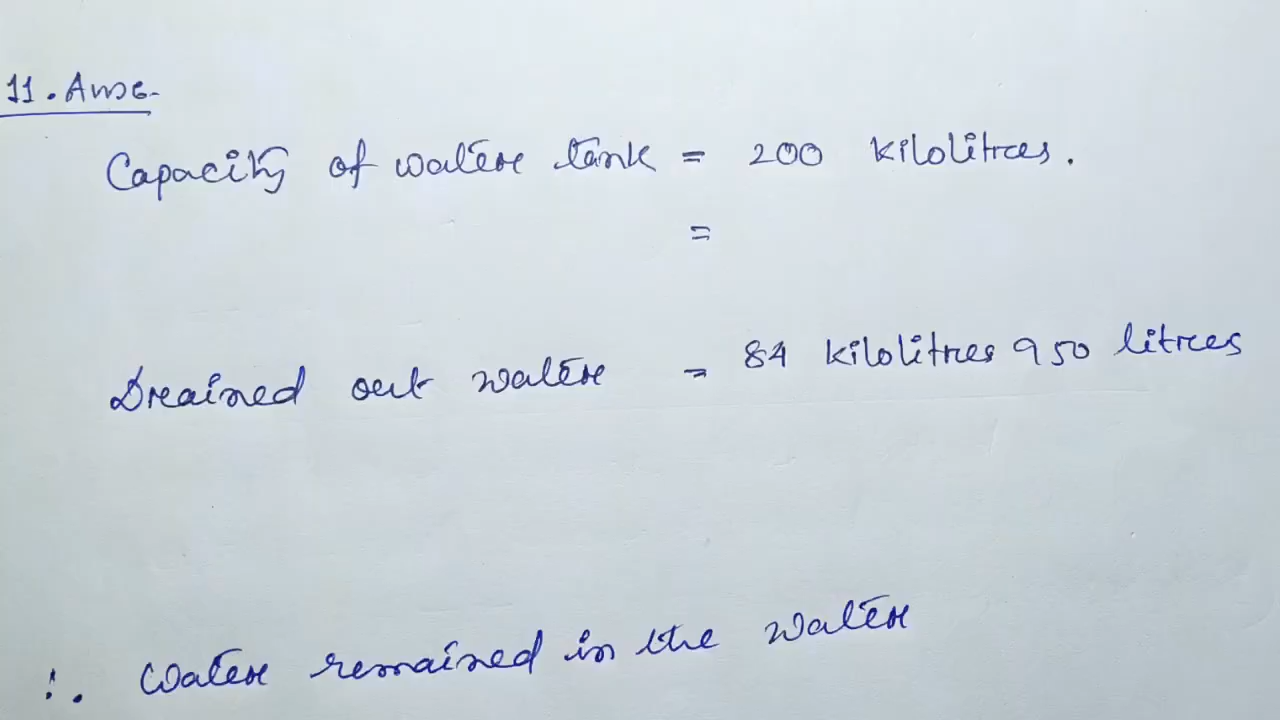 11. Ans.
Capacity of water tank = 200 kilolitres.
=
Drained out water = 84 kilolitres 950 litres
∴ Water remained in the water